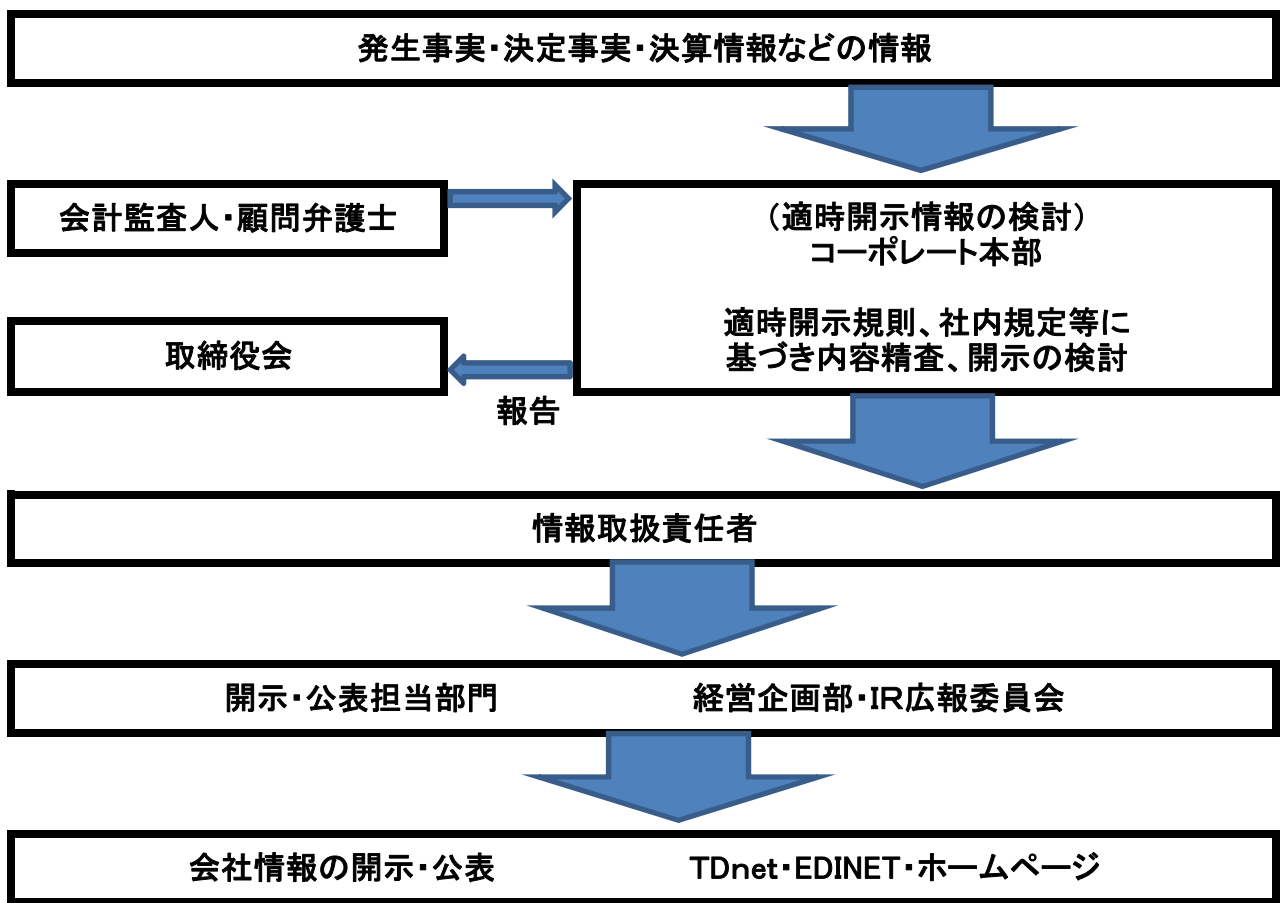 発生事実・決定事実・決算情報などの情報
会計監査人・顧問弁護士
（適時開示情報の検討）
コーポレート本部
適時開示規則、社内規定等に
基づき内容精査、開示の検討
取締役会
報告
情報取扱責任者
開示・公表担当部門 経営企画部・IR広報委員会
会社情報の開示・公表 TDnet・EDINET・ホームページ